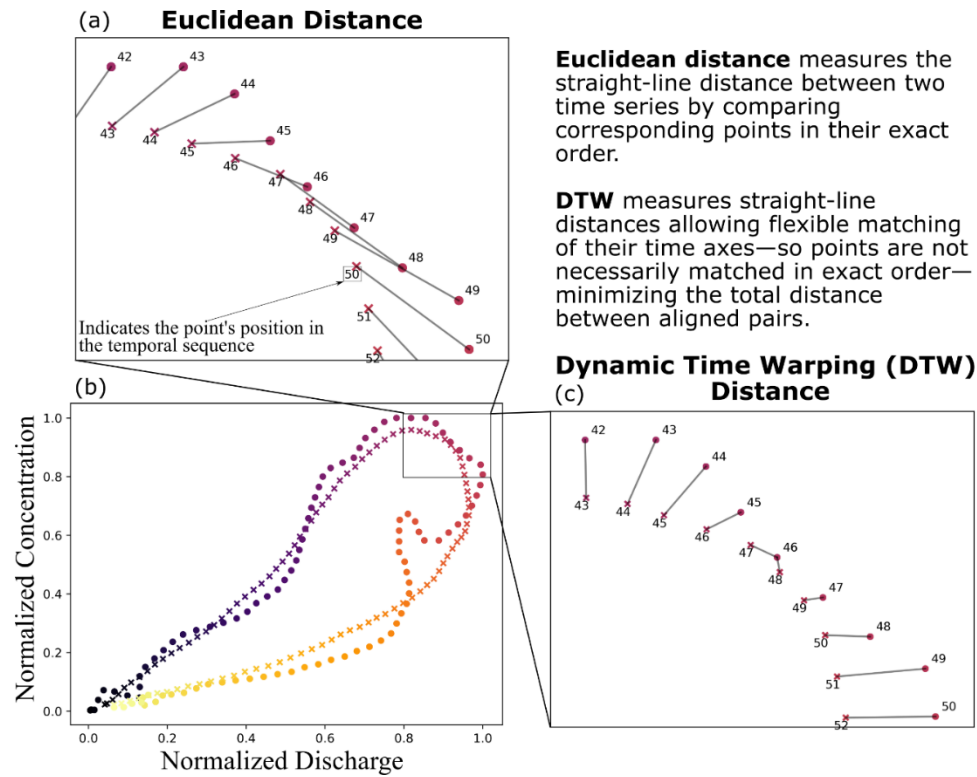 (a) Euclidean Distance
42
43
44
45
46
47
48
49
50
43
44
45
46
47
48
49
50
51
52
Indicates the point's position in
the temporal sequence
Euclidean distance measures the
straight-line distance between two
time series by comparing
corresponding points in their exact
order.
DTW measures straight-line
distances allowing flexible matching
of their time axes—so points are not
necessarily matched in exact order—
minimizing the total distance
between aligned pairs.
(b)
1.0
0.8
0.6
0.4
0.2
0.0
Normalized Concentration
0.0 0.2 0.4 0.6 0.8 1.0
Normalized Discharge
Dynamic Time Warping (DTW)
(c) Distance
42
43
44
45
46
47
48
49
50
43
44
45
46
47
48
49
50
51
52